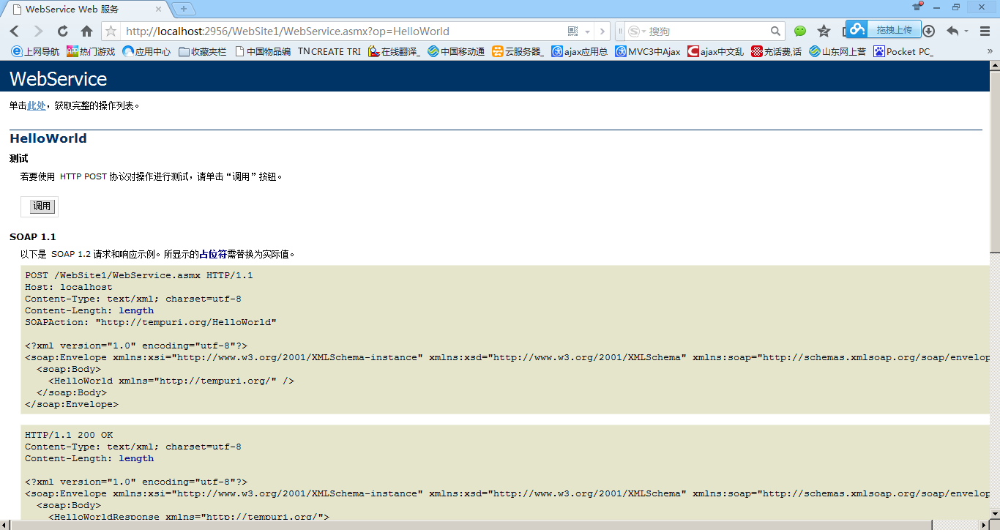 WebService Web 服务
http://localhost:2956/WebSite1/WebService.asmx?op=HelloWorld
搜狗
拖拽上传
上网导航 热门游戏 应用中心 收藏夹栏 中国物品编 TNCREATE TRI 在线翻译_ 中国移动通 云服务器_ ajax应用总 MVC3中Ajax ajax中文乱 充话费,话 山东网上营 Pocket PC_ »
WebService
单击此处，获取完整的操作列表。
HelloWorld
测试
若要使用 HTTP POST 协议对操作进行测试，请单击“调用”按钮。
调用
SOAP 1.1
以下是 SOAP 1.2 请求和响应示例。所显示的占位符需替换为实际值。
POST /WebSite1/WebService.asmx HTTP/1.1
Host: localhost
Content-Type: text/xml; charset=utf-8
Content-Length: length
SOAPAction: "http://tempuri.org/HelloWorld"
<?xml version="1.0" encoding="utf-8"?>
<soap:Envelope xmlns:xsi="http://www.w3.org/2001/XMLSchema-instance" xmlns:xsd="http://www.w3.org/2001/XMLSchema" xmlns:soap="http://schemas.xmlsoap.org/soap/envelop
<soap:Body>
<HelloWorld xmlns="http://tempuri.org/" />
</soap:Body>
</soap:Envelope>
HTTP/1.1 200 OK
Content-Type: text/xml; charset=utf-8
Content-Length: length
<?xml version="1.0" encoding="utf-8"?>
<soap:Envelope xmlns:xsi="http://www.w3.org/2001/XMLSchema-instance" xmlns:xsd="http://www.w3.org/2001/XMLSchema" xmlns:soap="http://schemas.xmlsoap.org/soap/envelop
<soap:Body>
<HelloWorldResponse xmlns="http://tempuri.org/">